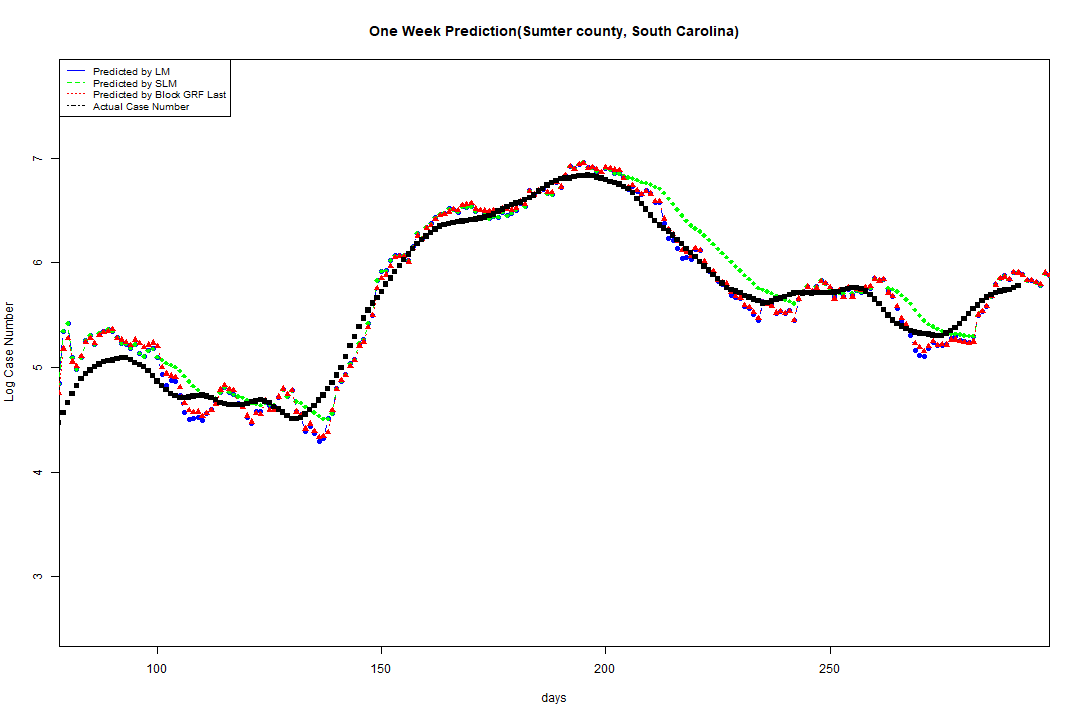 One Week Prediction(Sumter county, South Carolina)
Predicted by LM
Predicted by SLM
Predicted by Block GRF Last
Actual Case Number
7
6
5
4
3
Log Case Number
100 150 200 250
days